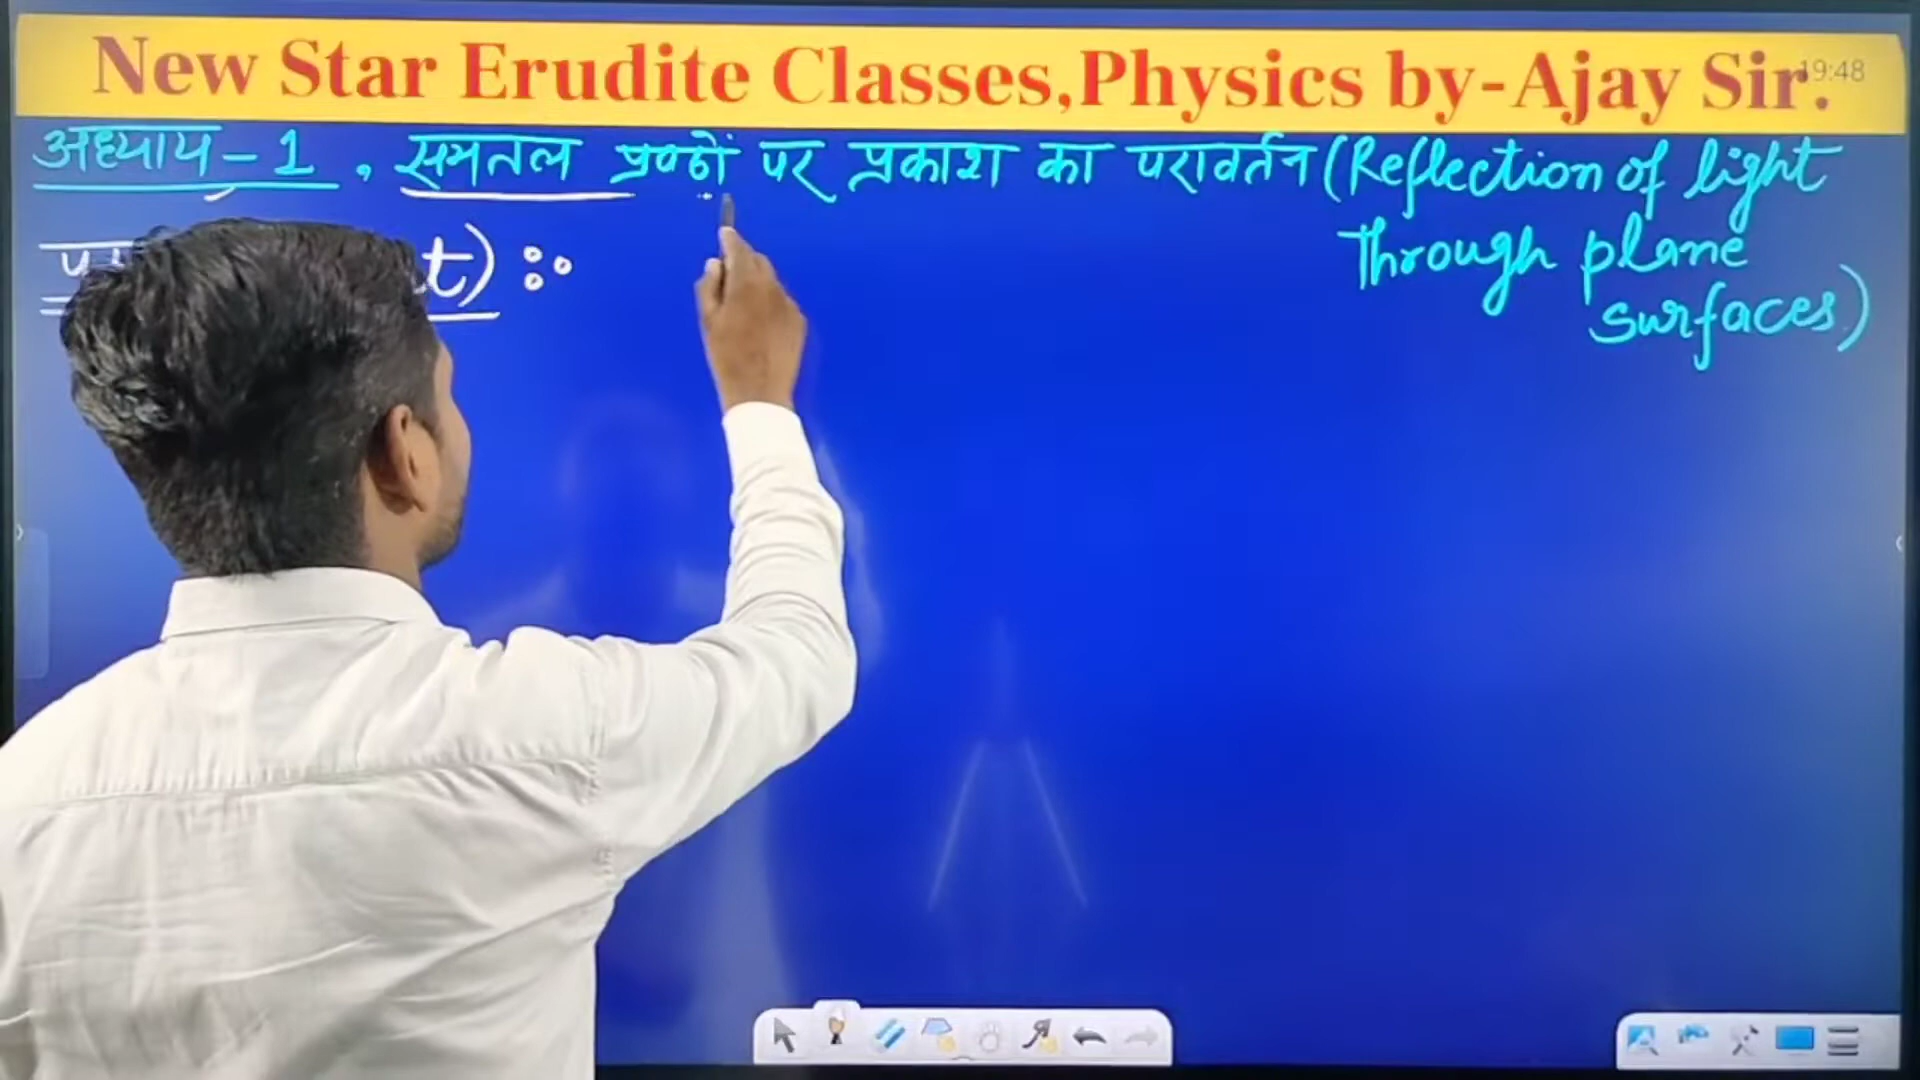 New Star Erudite Classes,Physics by-Ajay Sir.
19:48
अध्याय-1, समतल पृष्ठों पर प्रकाश का परावर्तन (Reflection of light
through plane
surfaces)
t) :